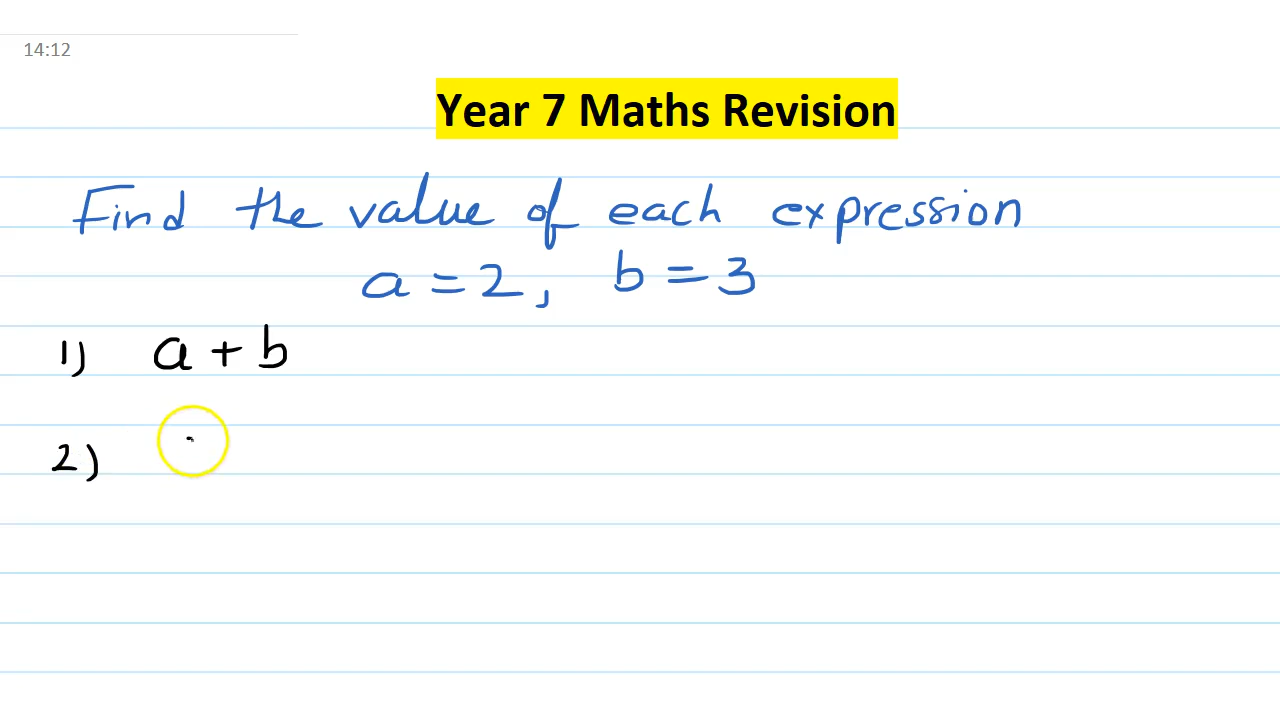 14:12
Year 7 Maths Revision
Find the value of each expression
a = 2, b = 3
1) a + b
2)